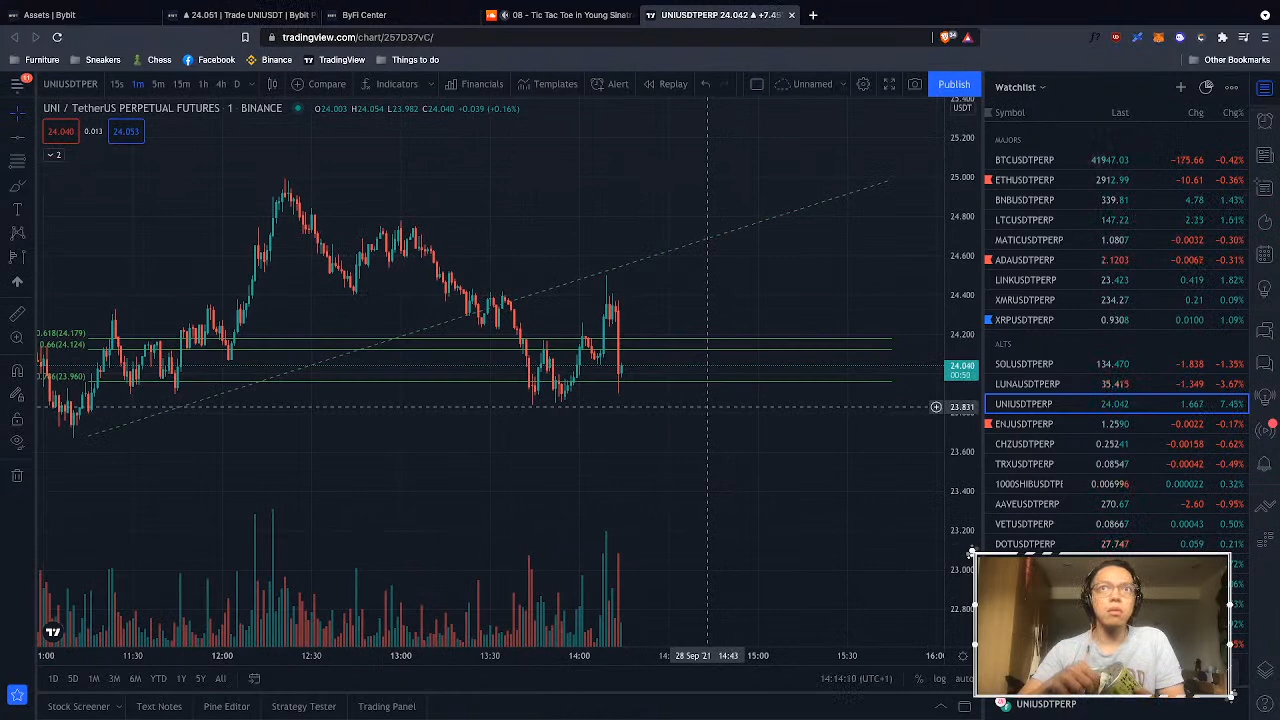 Assets | Bybit
▲ 24.051 | Trade UNIUSDT | Bybit F
ByFi Center
08 - Tic Tac Toe in Young Sinatr
UNIUSDTPERP 24.042 ▲ +7.45
tradingview.com/chart/257D37vC/
Furniture
Sneakers
Chess
Facebook
Binance
TradingView
Things to do
Other Bookmarks
UNIUSDTPERP
15s
1m
5m
15m
1h
4h
D
Compare
Indicators
Financials
Templates
Alert
Replay
Unnamed
Publish
Watchlist
UNI / TetherUS PERPETUAL FUTURES 1 BINANCE
O24.003 H24.054 L23.982 C24.040 +0.039 (+0.16%)
USDT
24.040
0.013
24.053
2
Symbol Last Chg Chg%
MAJORS
BTCUSDTPERP 41947.03 −175.66 −0.42%
ETHUSDTPERP 2912.99 −10.61 −0.36%
BNBUSDTPERP 339.81 4.78 1.43%
LTCUSDTPERP 147.22 2.33 1.61%
MATICUSDTPERP 1.0807 −0.0032 −0.30%
ADAUSDTPERP 2.1203 −0.0067 −0.31%
LINKUSDTPERP 23.423 0.419 1.82%
XMRUSDTPERP 234.27 0.21 0.09%
XRPUSDTPERP 0.9308 0.0100 1.09%
ALTS
SOLUSDTPERP 134.470 −1.838 −1.35%
LUNAUSDTPERP 35.415 −1.349 −3.67%
UNIUSDTPERP 24.042 1.667 7.45%
ENJUSDTPERP 1.2590 −0.0022 −0.17%
CHZUSDTPERP 0.25241 −0.00158 −0.62%
TRXUSDTPERP 0.08547 −0.00042 −0.49%
1000SHIBUSDTPE 0.006996 0.000022 0.32%
AAVEUSDTPERP 270.67 −2.60 −0.95%
VETUSDTPERP 0.08667 0.00043 0.50%
DOTUSDTPERP 27.747 0.059 0.21%
UNIUSDTPERP
25.200
25.000
24.800
24.600
24.400
24.200
24.040
00:50
23.831
23.600
23.400
23.200
23.000
22.800
0.618(24.179)
0.66(24.124)
(23.960)
1:00
11:30
12:00
12:30
13:00
13:30
14:00
28 Sep '21 14:43
15:00
15:30
16:00
1D
5D
1M
3M
6M
YTD
1Y
5Y
All
14:14:10 (UTC+1)
%
log
auto
Stock Screener
Text Notes
Pine Editor
Strategy Tester
Trading Panel